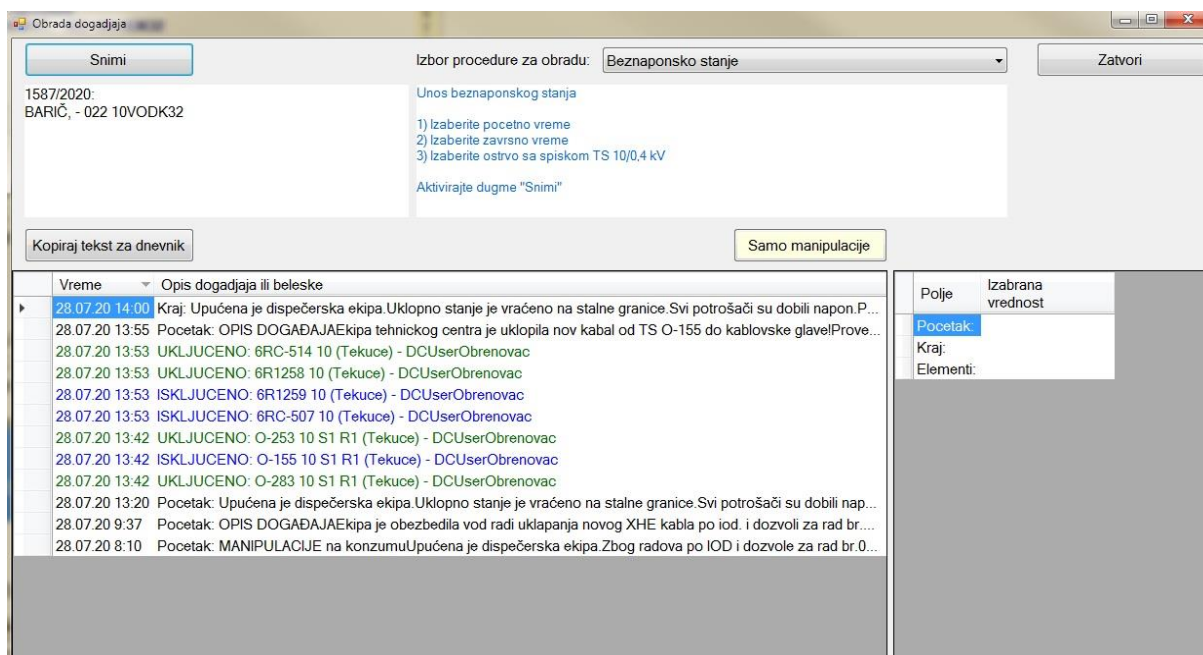 Obrada dogadjaja
Snimi
Izbor procedure za obradu: Beznaponsko stanje
Zatvori
1587/2020:
BARIČ, - 022 10VODK32
Unos beznaponskog stanja
1) Izaberite pocetno vreme
2) Izaberite zavrsno vreme
3) Izaberite ostrvo sa spiskom TS 10/0,4 kV
Aktivirajte dugme "Snimi"
Kopiraj tekst za dnevnik
Samo manipulacije
Vreme Opis dogadjaja ili beleske
28.07.20 14:00 Kraj: Upućena je dispečerska ekipa.Uklopno stanje je vraćeno na stalne granice.Svi potrošači su dobili napon.P...
28.07.20 13:55 Pocetak: OPIS DOGAĐAJAEkipa tehnickog centra je uklopila nov kabal od TS O-155 do kablovske glave!Prove...
28.07.20 13:53 UKLJUCENO: 6RC-514 10 (Tekuce) - DCUserObrenovac
28.07.20 13:53 UKLJUCENO: 6R1258 10 (Tekuce) - DCUserObrenovac
28.07.20 13:53 ISKLJUCENO: 6R1259 10 (Tekuce) - DCUserObrenovac
28.07.20 13:53 ISKLJUCENO: 6RC-507 10 (Tekuce) - DCUserObrenovac
28.07.20 13:42 UKLJUCENO: O-253 10 S1 R1 (Tekuce) - DCUserObrenovac
28.07.20 13:42 ISKLJUCENO: O-155 10 S1 R1 (Tekuce) - DCUserObrenovac
28.07.20 13:42 UKLJUCENO: O-283 10 S1 R1 (Tekuce) - DCUserObrenovac
28.07.20 13:20 Pocetak: Upućena je dispečerska ekipa.Uklopno stanje je vraćeno na stalne granice.Svi potrošači su dobili nap...
28.07.20 9:37 Pocetak: OPIS DOGAĐAJAEkipa je obezbedila vod radi uklapanja novog XHE kabla po iod. i dozvoli za rad br....
28.07.20 8:10 Pocetak: MANIPULACIJE na konzumuUpućena je dispečerska ekipa.Zbog radova po IOD i dozvole za rad br.0...
Polje Izabrana vrednost
Pocetak:
Kraj:
Elementi: